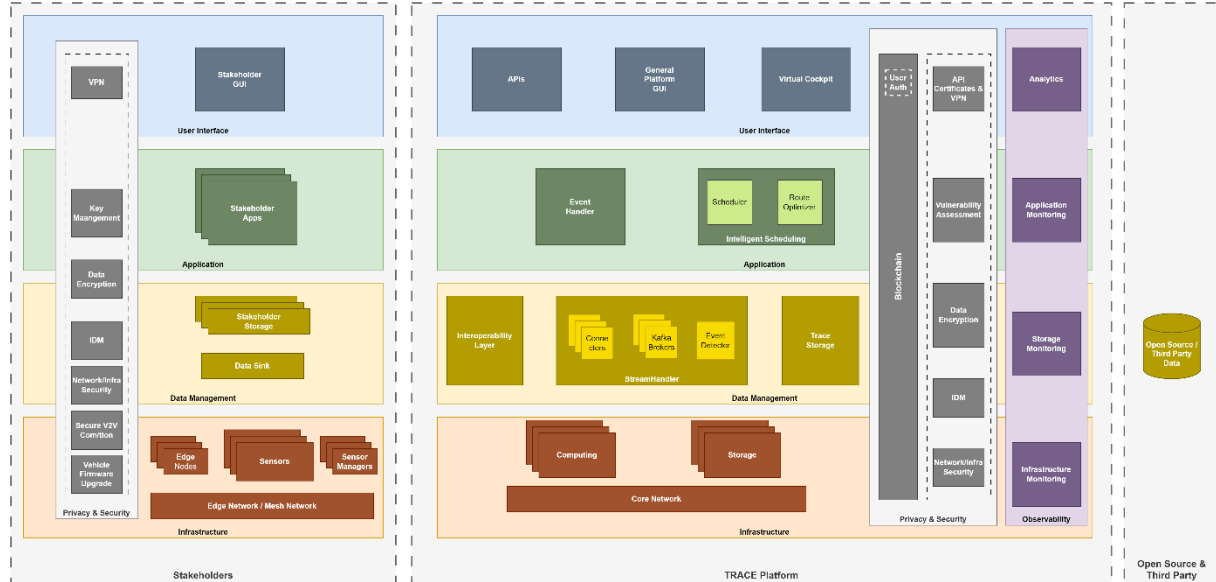 VPN
Stakeholder
GUI
User Interface
Key
Maangement
Stakeholder
Apps
Application
Data
Encryption
IDM
Stakeholder
Storage
Data Sink
Data Management
Network/Infra
Security
Secure V2V
Com/tion
Vehicle
Firmware
Upgrade
Privacy & Security
Edge
Nodes
Sensors
Sensor
Managers
Edge Network / Mesh Network
Infrastructure
Stakeholders
APIs
General
Platform
GUI
Virtual Cockpit
User Interface
Event
Handler
Scheduler
Route
Optimizer
Intelligent Scheduling
Application
Interoperability
Layer
Conne
ctors
Kafka
Brokers
Event
Detector
StreamHandler
Trace
Storage
Data Management
Computing
Storage
Core Network
Infrastructure
User
Auth
Blockchain
API
Certificates &
VPN
Vulnerability
Assessment
Data
Encryption
IDM
Network/Infra
Security
Privacy & Security
Analytics
Application
Monitoring
Storage
Monitoring
Infrastructure
Monitoring
Observability
TRACE Platform
Open Source /
Third Party
Data
Open Source &
Third Party